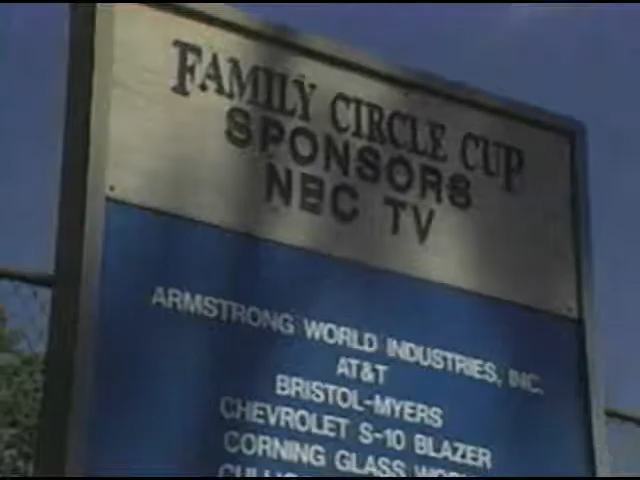 FAMILY CIRCLE CUP
SPONSORS
NBC TV
ARMSTRONG WORLD INDUSTRIES, INC.
AT&T
BRISTOL-MYERS
CHEVROLET S-10 BLAZER
CORNING GLASS